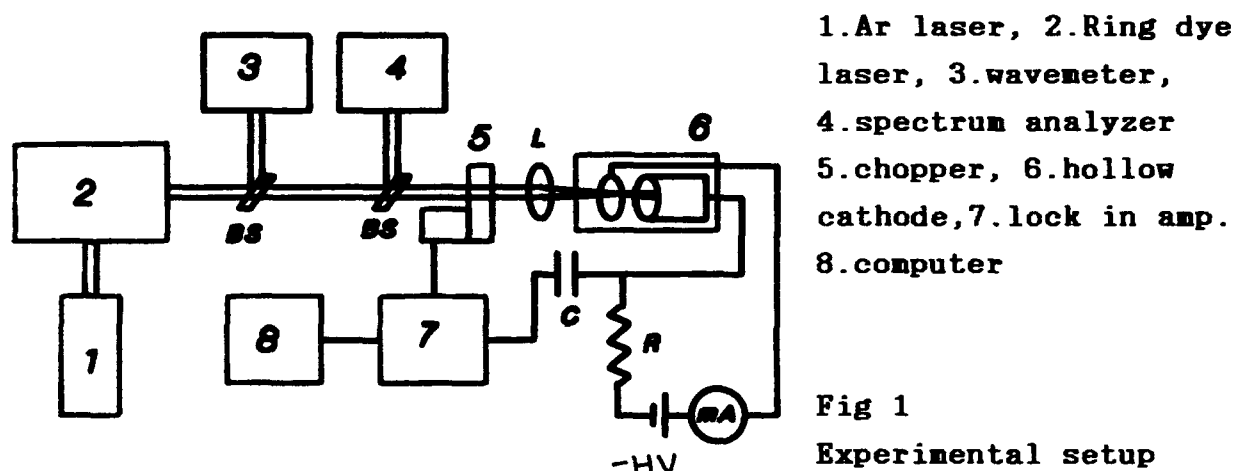 3
4
5
L
6
2
BS
BS
1
8
7
C
R
mA
-HV
1.Ar laser, 2.Ring dye
laser, 3.wavemeter,
4.spectrum analyzer
5.chopper, 6.hollow
cathode,7.lock in amp.
8.computer
Fig 1
Experimental setup